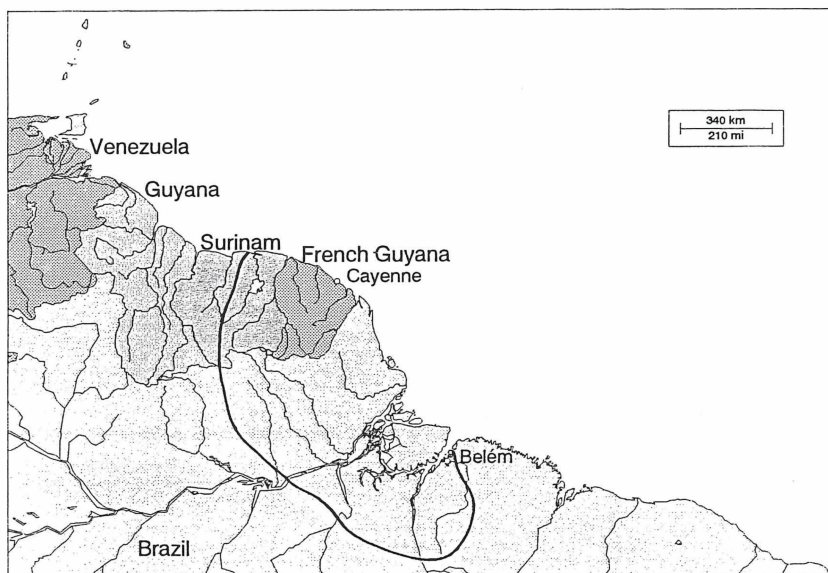 340 km
210 mi
Venezuela
Guyana
Surinam
French Guyana
Cayenne
Belém
Brazil